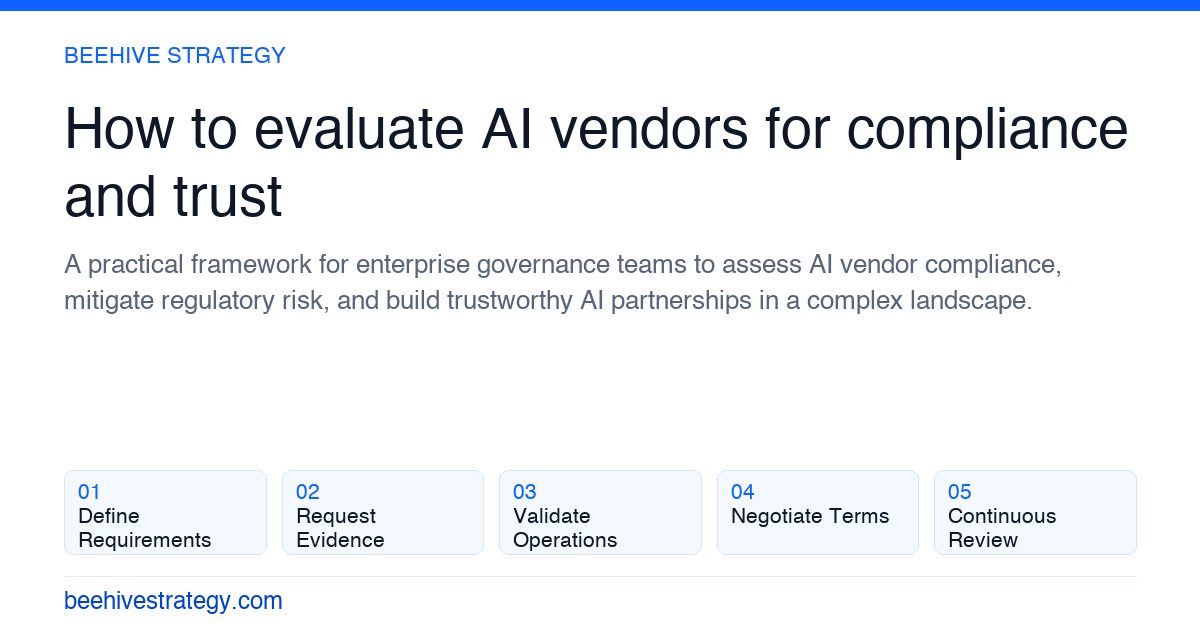 BEEHIVE STRATEGY
How to evaluate AI vendors for compliance
and trust
A practical framework for enterprise governance teams to assess AI vendor compliance,
mitigate regulatory risk, and build trustworthy AI partnerships in a complex landscape.
01
Define
Requirements
02
Request
Evidence
03
Validate
Operations
04
Negotiate Terms
05
Continuous
Review
beehivestrategy.com